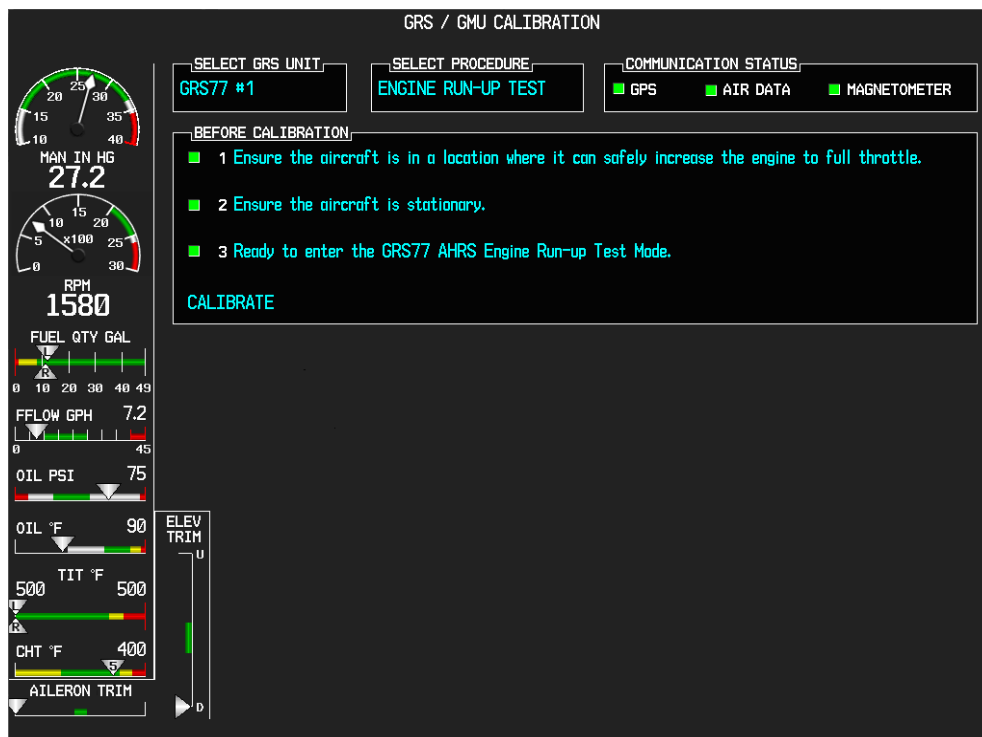 GRS / GMU CALIBRATION
SELECT GRS UNIT
GRS77 #1
SELECT PROCEDURE
ENGINE RUN-UP TEST
COMMUNICATION STATUS
GPS AIR DATA MAGNETOMETER
BEFORE CALIBRATION
1 Ensure the aircraft is in a location where it can safely increase the engine to full throttle.
2 Ensure the aircraft is stationary.
3 Ready to enter the GRS77 AHRS Engine Run-up Test Mode.
CALIBRATE
10 15 20 25 30 35 40
MAN IN HG
27.2
0 5 10 15 20 25 30
x100
RPM
1580
FUEL QTY GAL
L
R
0 10 20 30 40 49
FFLOW GPH 7.2
0 45
OIL PSI 75
OIL °F 90
TIT °F
500 500
L
R
CHT °F 400
5
AILERON TRIM
ELEV
TRIM
U
D